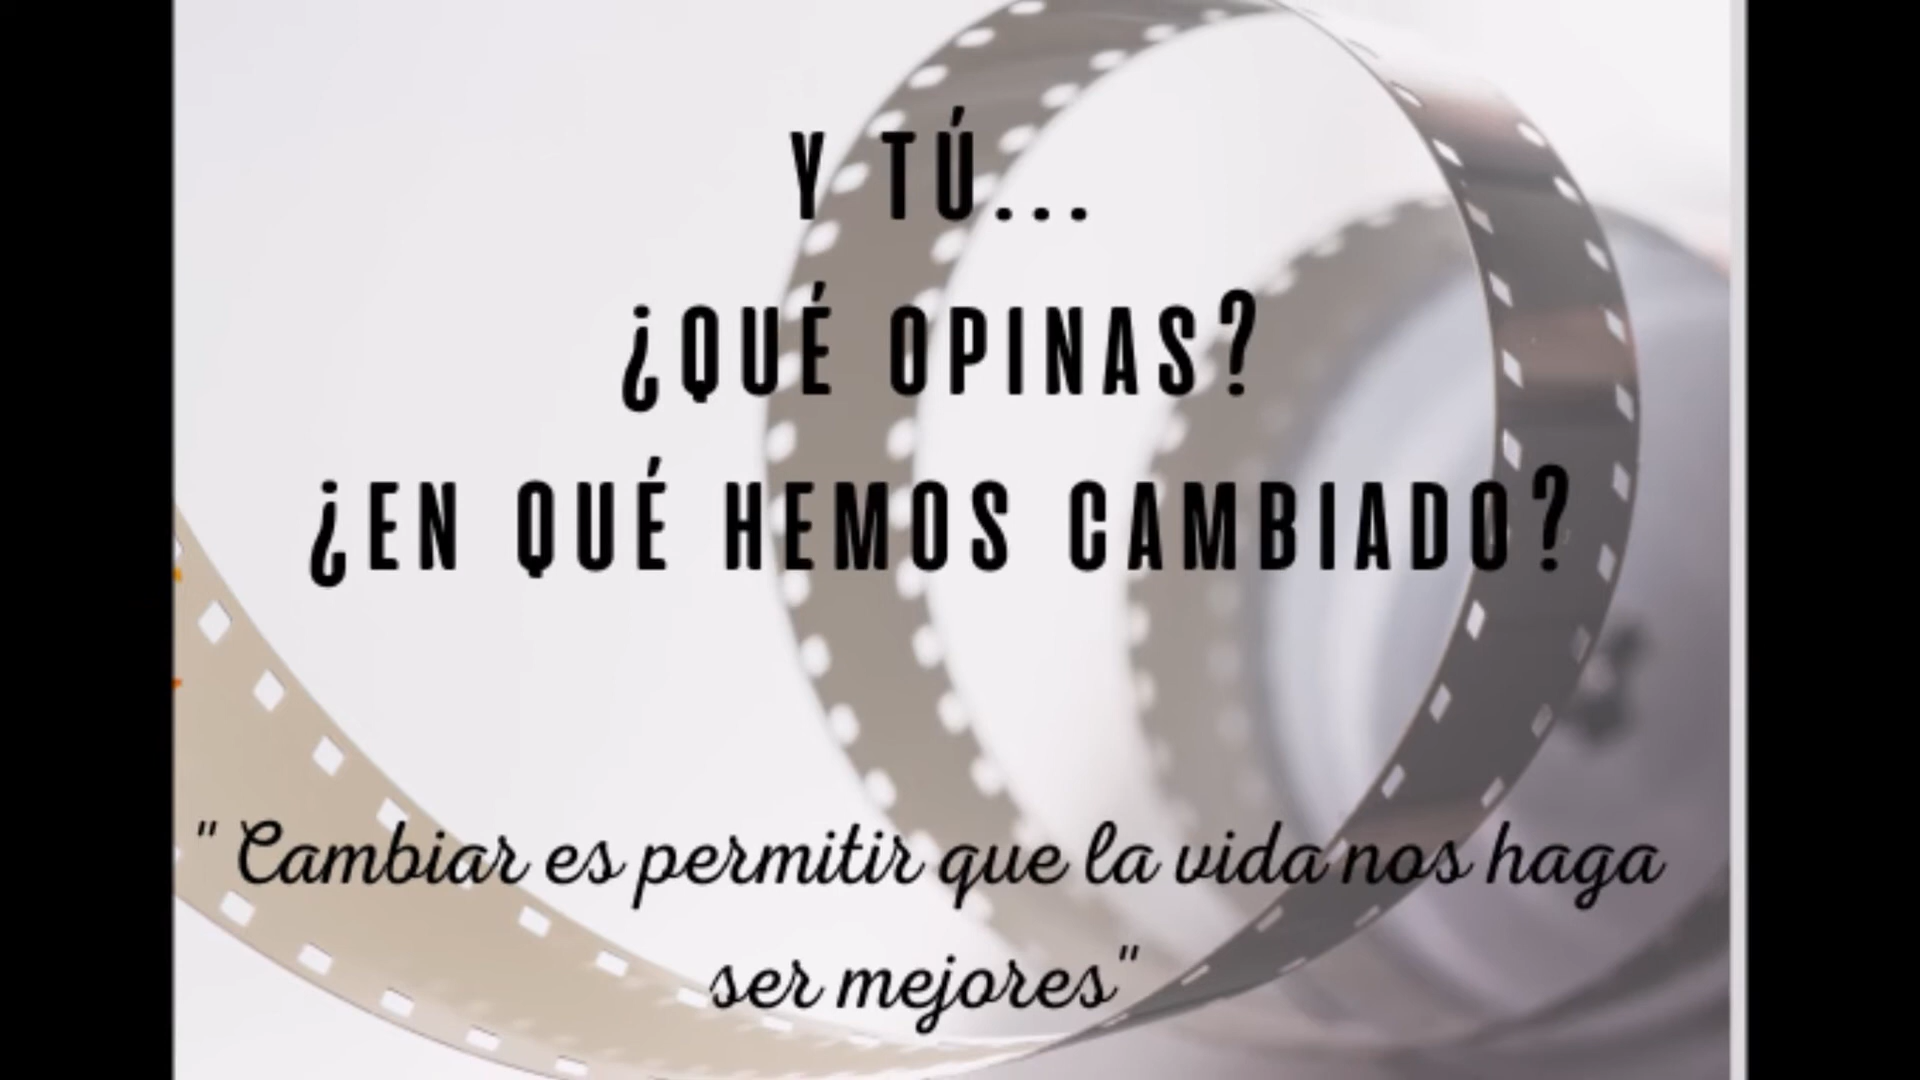 Y TÚ...
¿QUÉ OPINAS?
¿EN QUÉ HEMOS CAMBIADO?
" Cambiar es permitir que la vida nos haga
ser mejores"